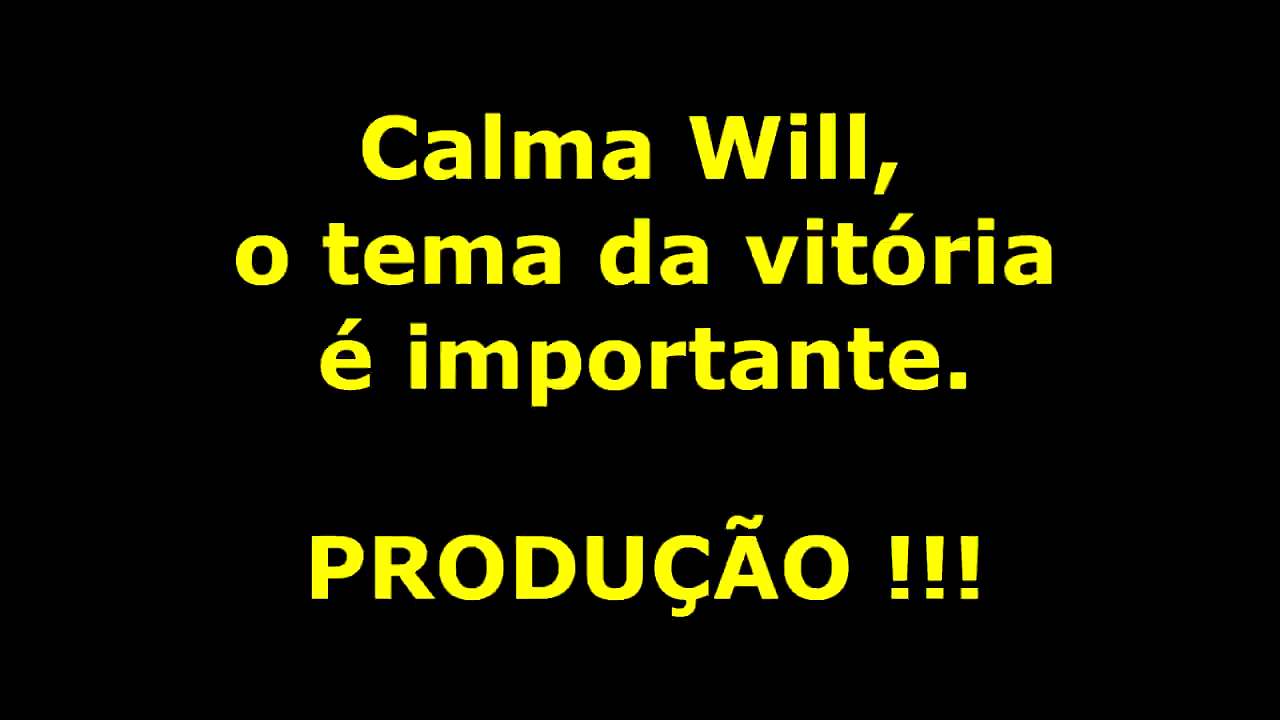 Calma Will,
o tema da vitória
é importante.
PRODUÇÃO !!!